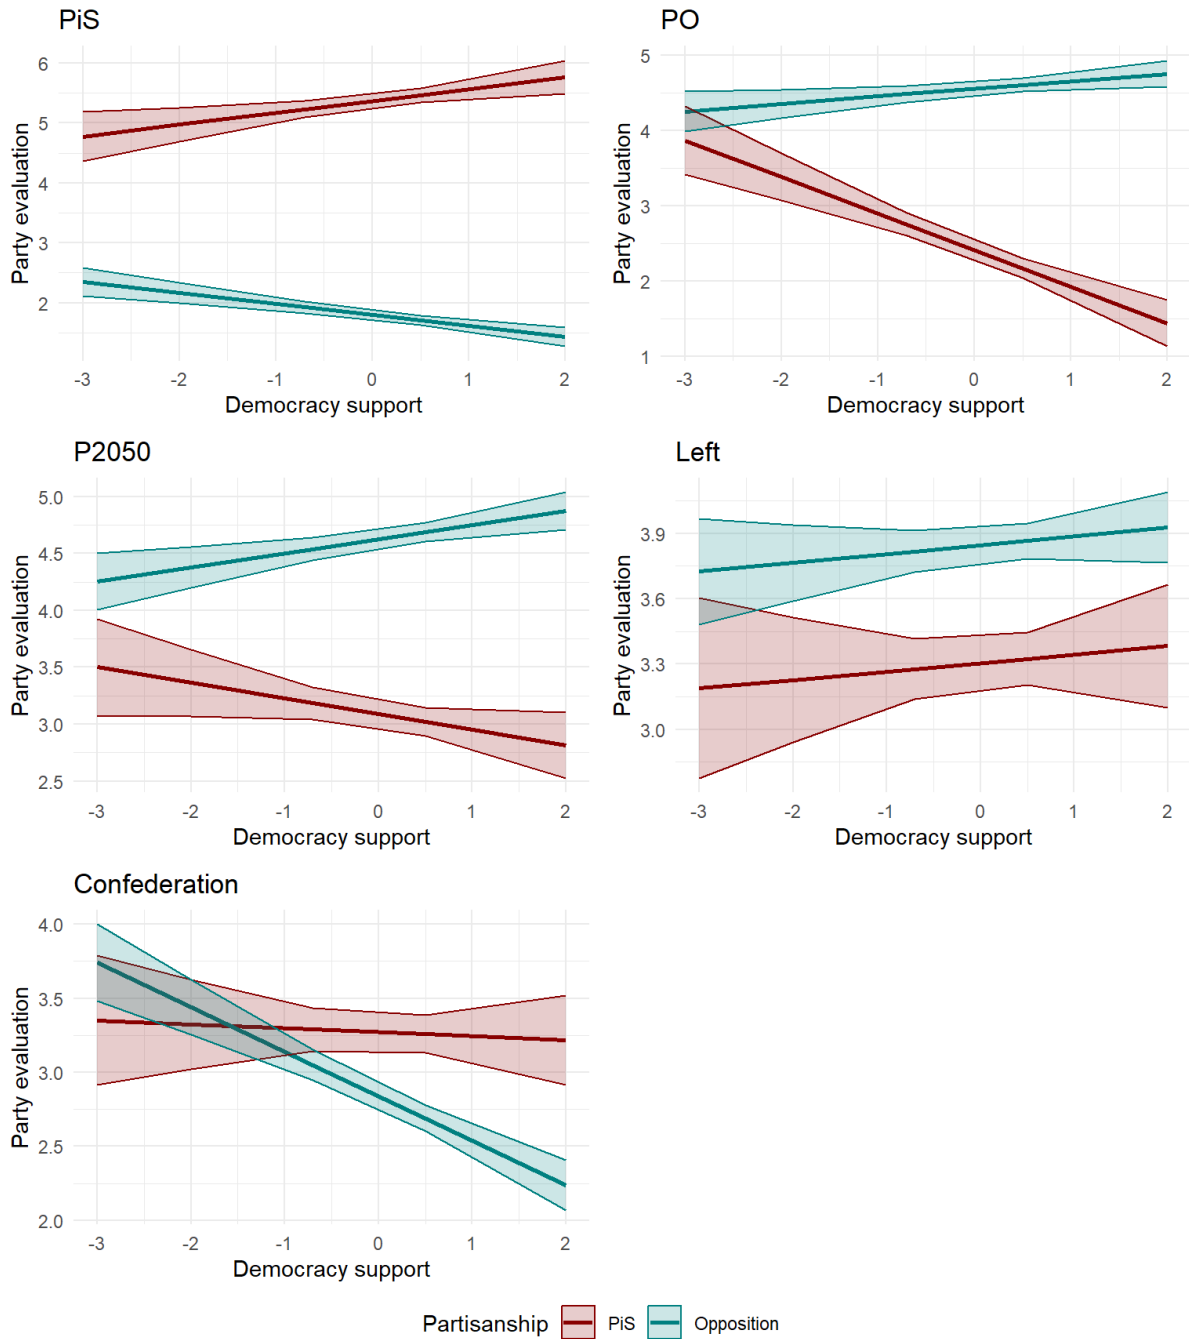 PiS
Party evaluation
6
5
4
3
2
-3 -2 -1 0 1 2
Democracy support
PO
Party evaluation
5
4
3
2
1
-3 -2 -1 0 1 2
Democracy support
P2050
Party evaluation
5.0
4.5
4.0
3.5
3.0
2.5
-3 -2 -1 0 1 2
Democracy support
Left
Party evaluation
3.9
3.6
3.3
3.0
-3 -2 -1 0 1 2
Democracy support
Confederation
Party evaluation
4.0
3.5
3.0
2.5
2.0
-3 -2 -1 0 1 2
Democracy support
Partisanship PiS Opposition